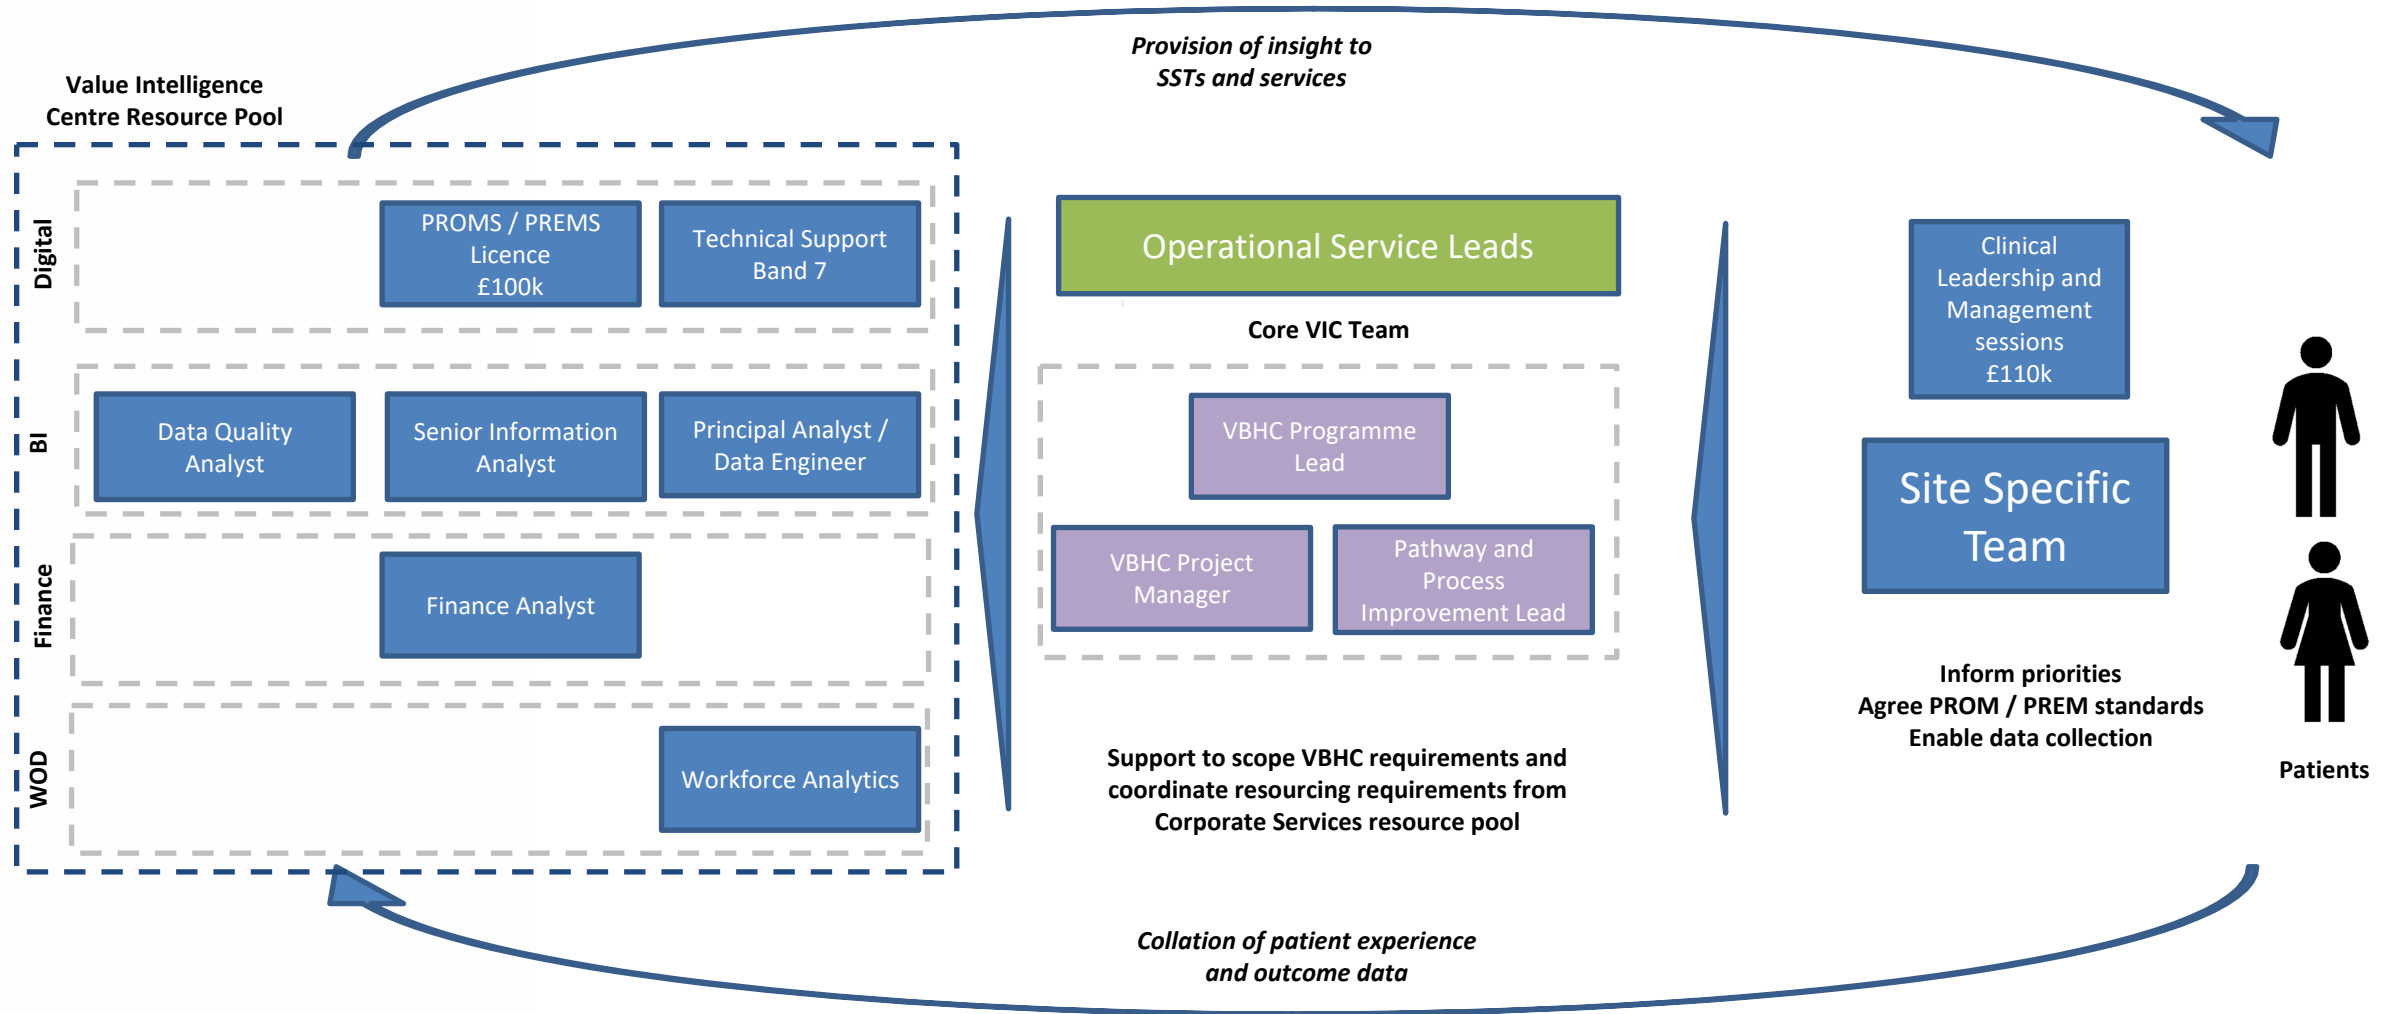 Provision of insight to
SSTs and services
Value Intelligence
Centre Resource Pool
Digital
PROMS / PREMS
Licence
£100k
Technical Support
Band 7
BI
Data Quality
Analyst
Senior Information
Analyst
Principal Analyst /
Data Engineer
Finance
Finance Analyst
WOD
Workforce Analytics
Operational Service Leads
Core VIC Team
VBHC Programme
Lead
VBHC Project
Manager
Pathway and
Process
Improvement Lead
Support to scope VBHC requirements and
coordinate resourcing requirements from
Corporate Services resource pool
Clinical
Leadership and
Management
sessions
£110k
Site Specific
Team
Inform priorities
Agree PROM / PREM standards
Enable data collection
Patients
Collation of patient experience
and outcome data